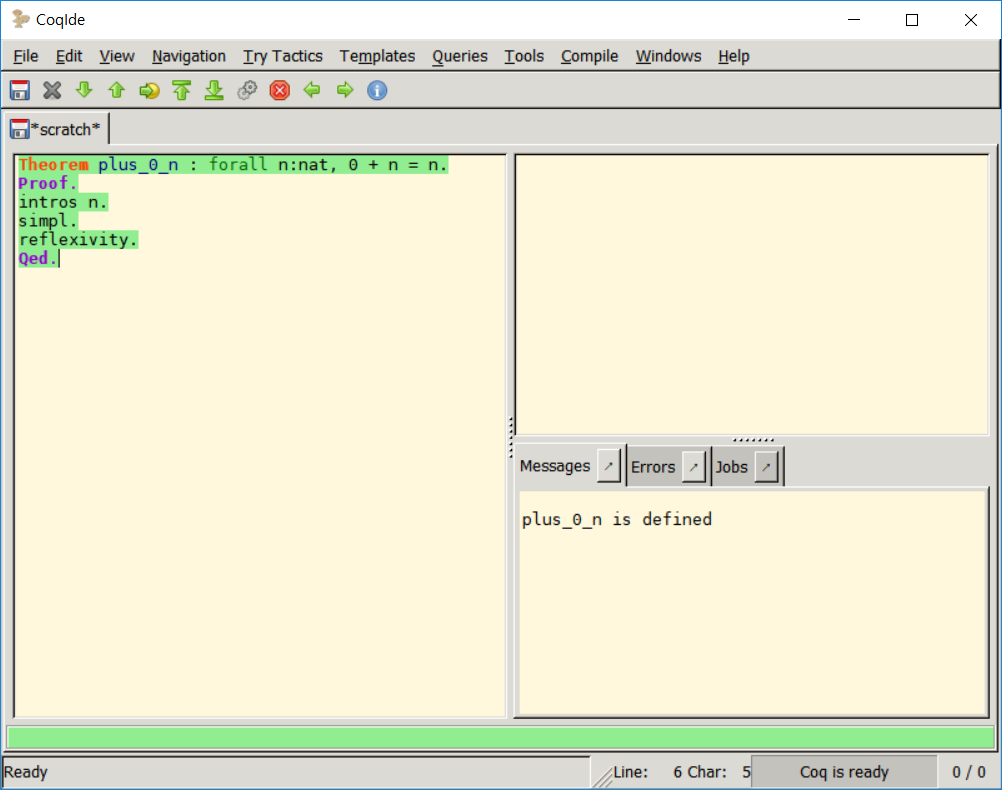 CoqIde
File Edit View Navigation Try Tactics Templates Queries Tools Compile Windows Help
*scratch*
Theorem plus_0_n : forall n:nat, 0 + n = n.
Proof.
intros n.
simpl.
reflexivity.
Qed.
Messages Errors Jobs
plus_0_n is defined
Ready Line: 6 Char: 5 Coq is ready 0 / 0